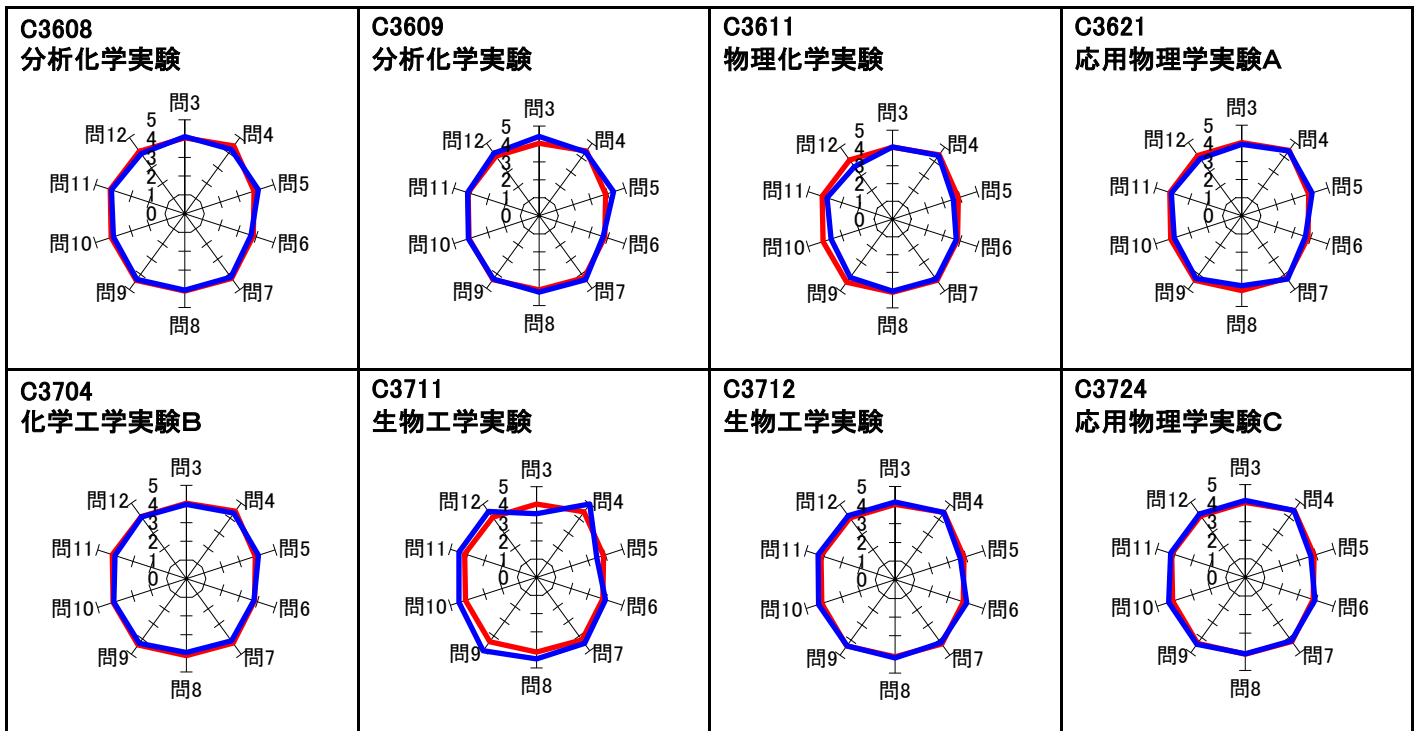 C3608
分析化学実験
問3
問4
問5
問6
問7
問8
問9
問10
問11
問12
5
4
3
2
1
0
C3609
分析化学実験
問3
問4
問5
問6
問7
問8
問9
問10
問11
問12
5
4
3
2
1
0
C3611
物理化学実験
問3
問4
問5
問6
問7
問8
問9
問10
問11
問12
5
4
3
2
1
0
C3621
応用物理学実験A
問3
問4
問5
問6
問7
問8
問9
問10
問11
問12
5
4
3
2
1
0
C3704
化学工学実験B
問3
問4
問5
問6
問7
問8
問9
問10
問11
問12
5
4
3
2
1
0
C3711
生物工学実験
問3
問4
問5
問6
問7
問8
問9
問10
問11
問12
5
4
3
2
1
0
C3712
生物工学実験
問3
問4
問5
問6
問7
問8
問9
問10
問11
問12
5
4
3
2
1
0
C3724
応用物理学実験C
問3
問4
問5
問6
問7
問8
問9
問10
問11
問12
5
4
3
2
1
0